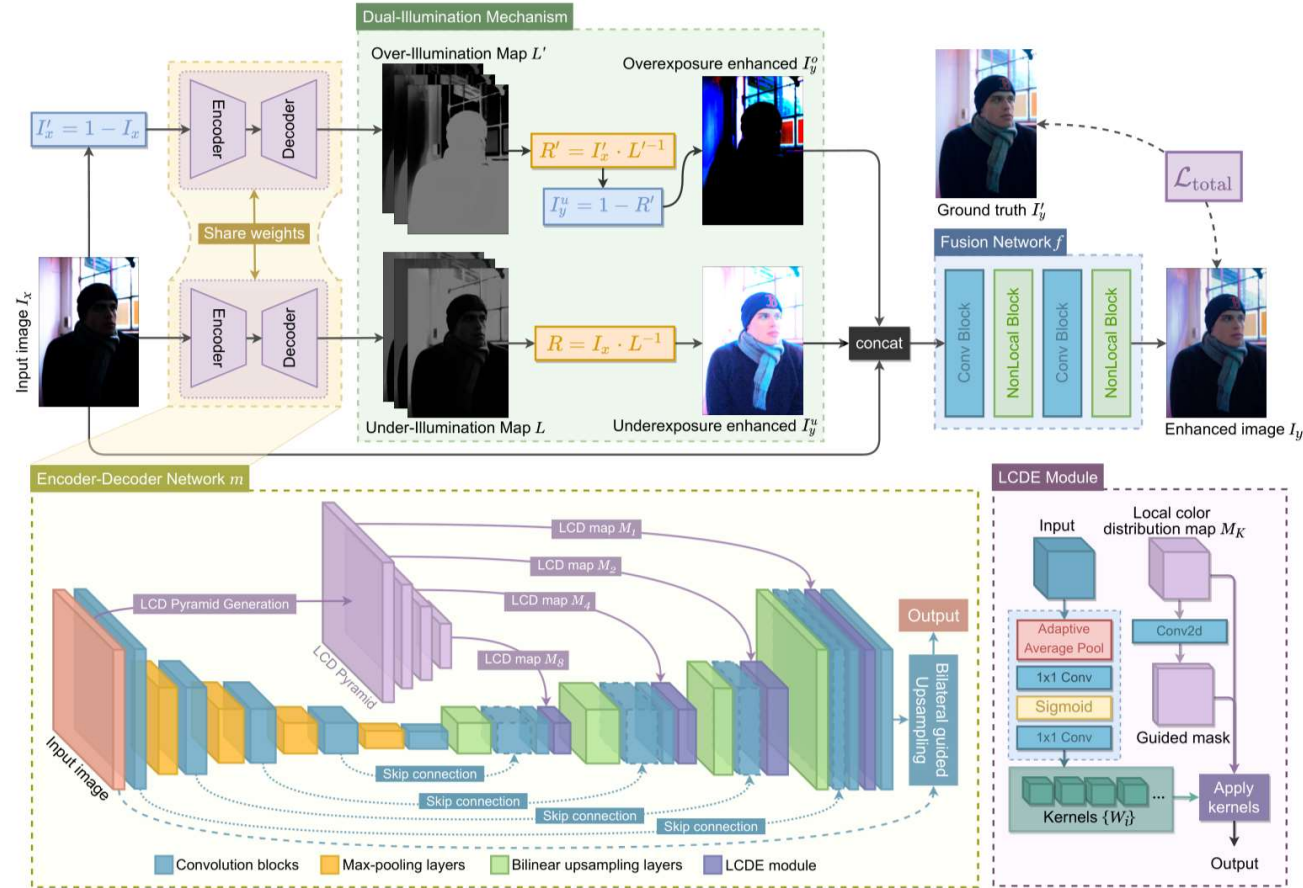 Dual-Illumination Mechanism
Over-Illumination Map L'
Overexposure enhanced I_y^o
Encoder
Decoder
I'_x = 1 − I_x
R' = I'_x · L'^{-1}
I_y^u = 1 − R'
Share weights
Input image I_x
Encoder
Decoder
R = I_x · L^{-1}
Under-Illumination Map L
Underexposure enhanced I_y^u
concat
Ground truth I'_y
L_total
Fusion Network f
Conv Block
NonLocal Block
Conv Block
NonLocal Block
Enhanced image I_y
Encoder-Decoder Network m
LCD map M_1
LCD map M_2
LCD map M_4
LCD map M_8
LCD Pyramid Generation
LCD Pyramid
Output
Bilateral guided
Upsampling
Input image
Skip connection
Skip connection
Skip connection
Skip connection
Convolution blocks
Max-pooling layers
Bilinear upsampling layers
LCDE module
LCDE Module
Input
Local color
distribution map M_K
Adaptive
Average Pool
1x1 Conv
Sigmoid
1x1 Conv
Conv2d
Guided mask
...
Kernels {W_i}
Apply
kernels
Output